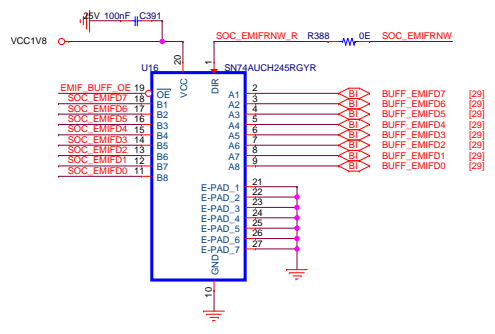 25V 100nF C391
SOC_EMIFRNW_R R388 0E SOC_EMIFRNW
VCC1V8
U16 20 1 SN74AUCH245RGYR
VCC DIR
EMIF_BUFF_OE 19 OE A1 2 BI BUFF_EMIFD7 [29]
SOC_EMIFD7 18 B1 A2 3 BI BUFF_EMIFD6 [29]
SOC_EMIFD6 17 B2 A3 4 BI BUFF_EMIFD5 [29]
SOC_EMIFD5 16 B3 A4 5 BI BUFF_EMIFD4 [29]
SOC_EMIFD4 15 B4 A5 6 BI BUFF_EMIFD3 [29]
SOC_EMIFD3 14 B5 A6 7 BI BUFF_EMIFD2 [29]
SOC_EMIFD2 13 B6 A7 8 BI BUFF_EMIFD1 [29]
SOC_EMIFD1 12 B7 A8 9 BI BUFF_EMIFD0 [29]
SOC_EMIFD0 11 B8
E-PAD_1 21
E-PAD_2 22
E-PAD_3 23
E-PAD_4 24
E-PAD_5 25
E-PAD_6 26
E-PAD_7 27
GND
10